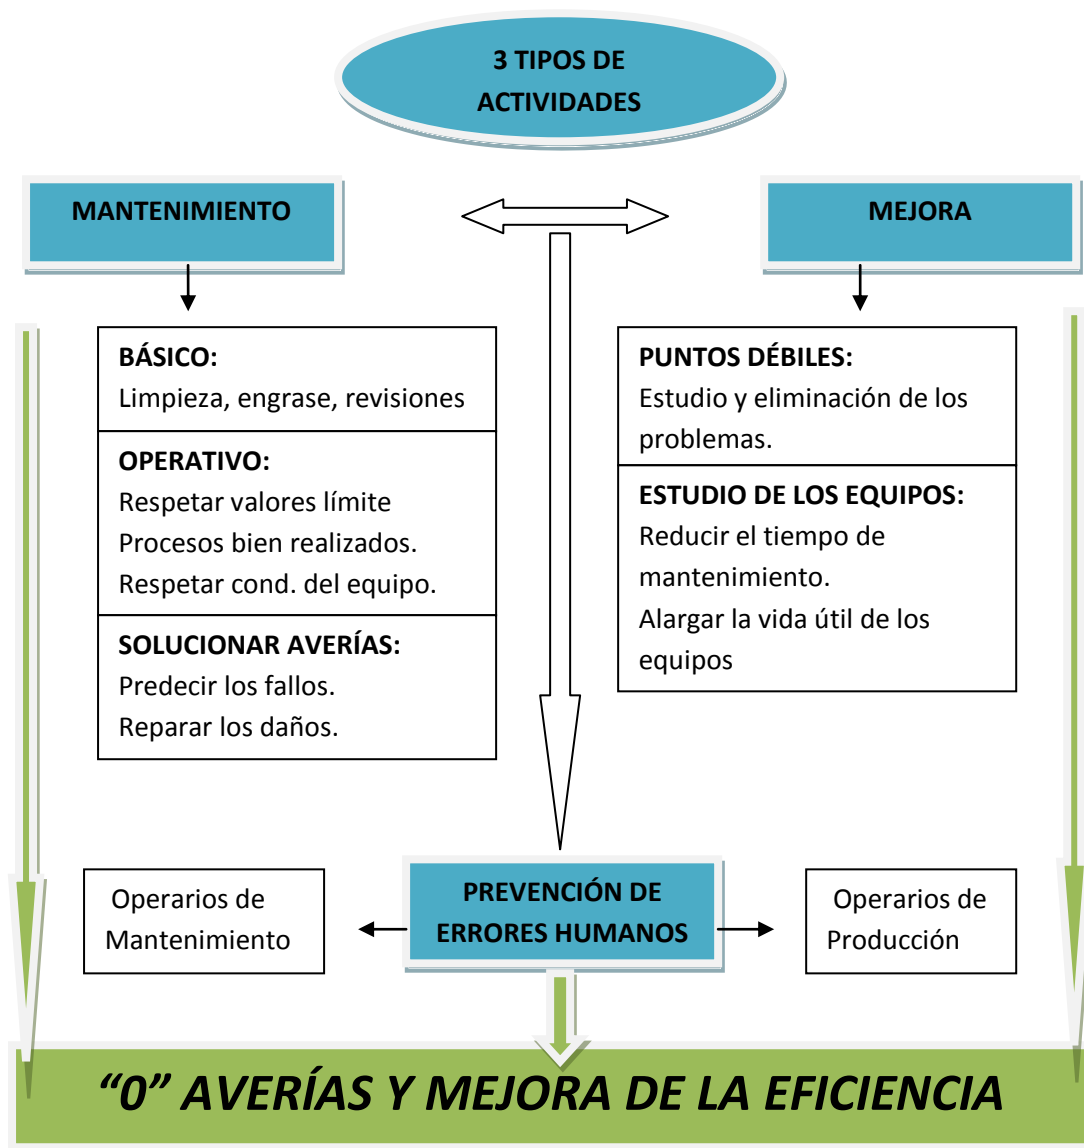 3 TIPOS DE
ACTIVIDADES
MANTENIMIENTO
MEJORA
BÁSICO:
Limpieza, engrase, revisiones
OPERATIVO:
Respetar valores límite
Procesos bien realizados.
Respetar cond. del equipo.
SOLUCIONAR AVERÍAS:
Predecir los fallos.
Reparar los daños.
PUNTOS DÉBILES:
Estudio y eliminación de los
problemas.
ESTUDIO DE LOS EQUIPOS:
Reducir el tiempo de
mantenimiento.
Alargar la vida útil de los
equipos
Operarios de
Mantenimiento
PREVENCIÓN DE
ERRORES HUMANOS
Operarios de
Producción
“0” AVERÍAS Y MEJORA DE LA EFICIENCIA